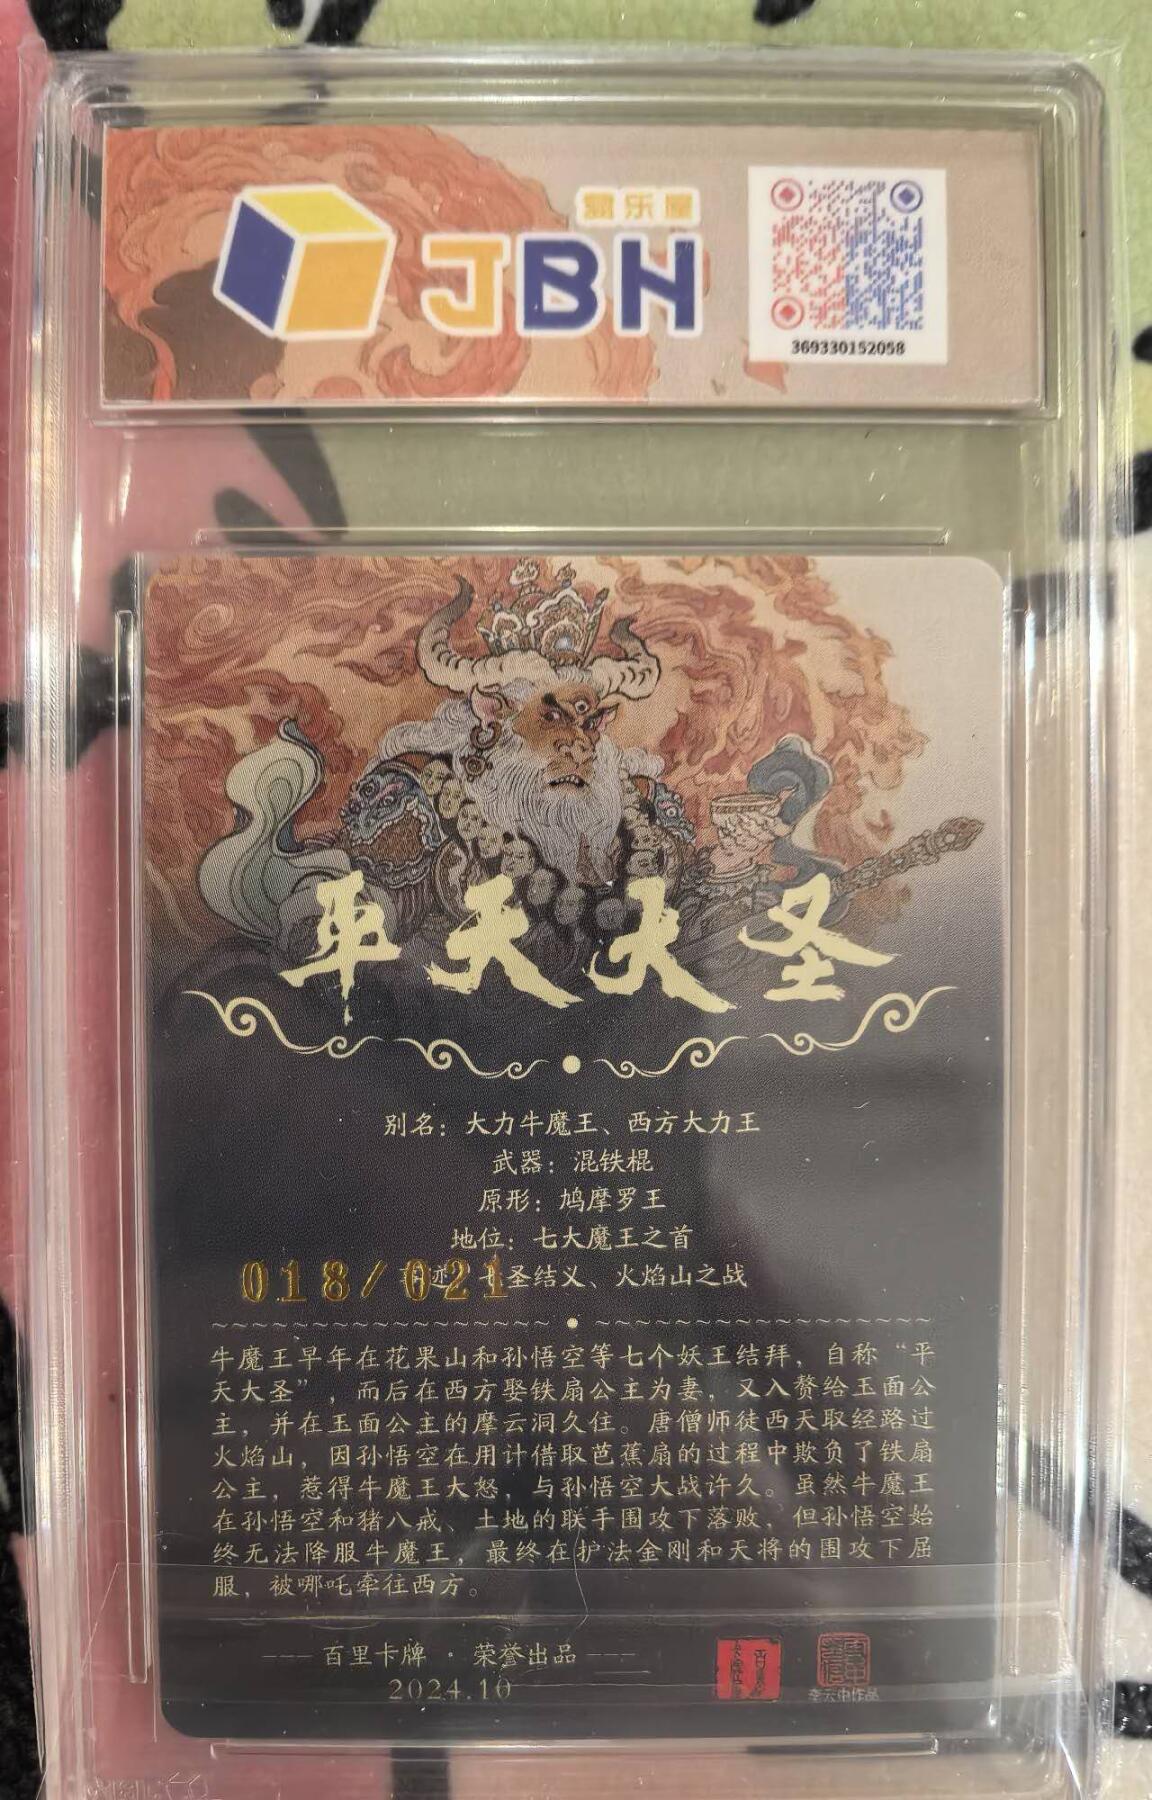 JBH
369330152058
平天大圣
别名：大力牛魔王、西方大力王
武器：混铁棍
原形：鸠摩罗王
地位：七大魔王之首
018/021
圣结义、火焰山之战
牛魔王早年在花果山和孙悟空等七个妖王结拜，自称“平
天大圣”，而后在西方娶铁扇公主为妻，又入赘给玉面公
主，并在玉面公主的摩云洞久住。唐僧师徒西天取经路过
火焰山，因孙悟空在用计借取芭蕉扇的过程中欺负了铁扇
公主，惹得牛魔王大怒，与孙悟空大战许久。虽然牛魔王
在孙悟空和猪八戒、土地的联手围攻下落败，但孙悟空始
终无法降服牛魔王，最终在护法金刚和天将的围攻下屈
服，被哪吒牵往西方。
百里卡牌 · 荣誉出品
2024.10